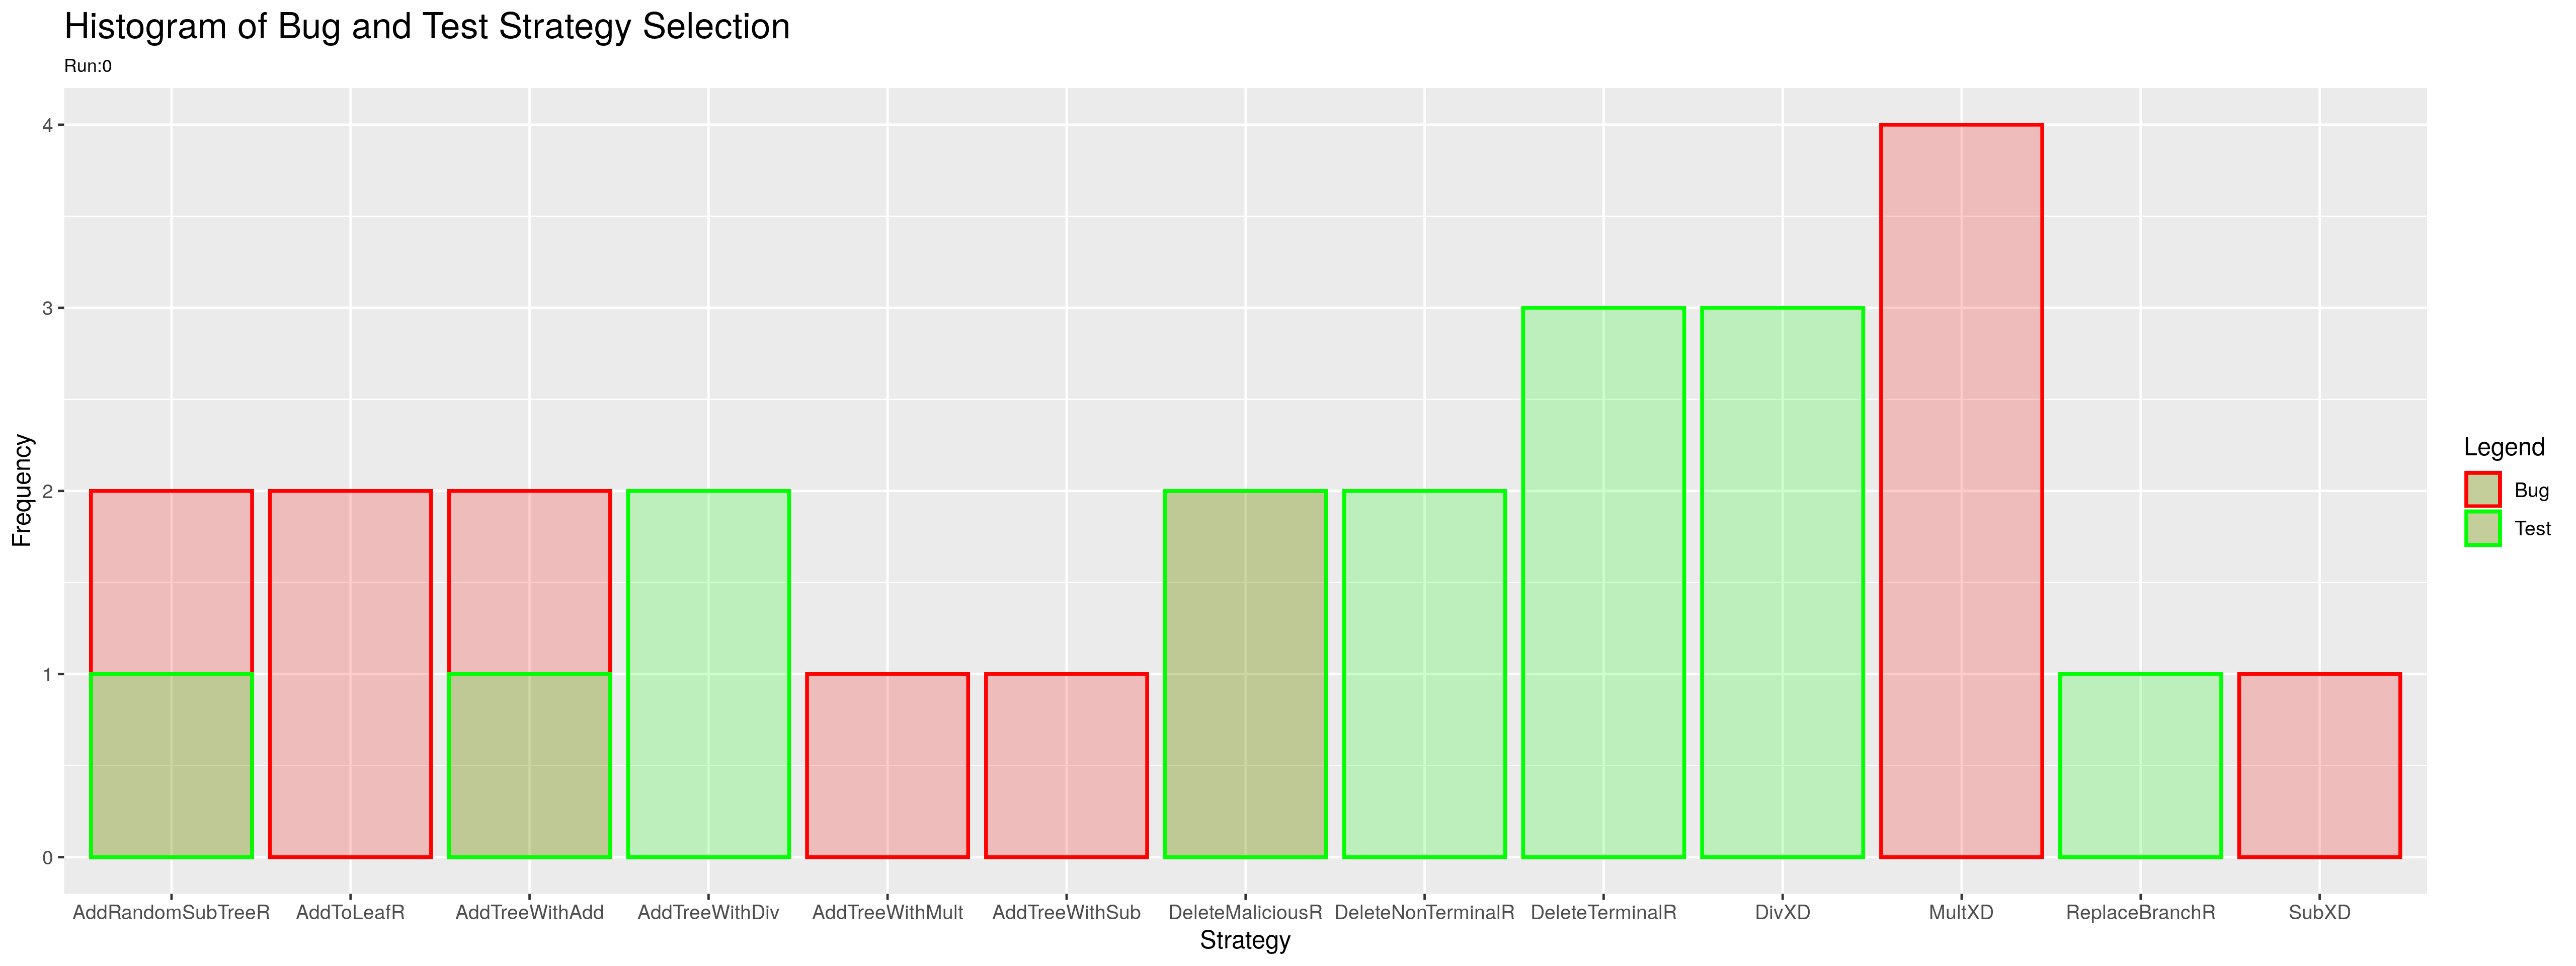 Histogram of Bug and Test Strategy Selection
Run:0
Frequency
4
3
2
1
0
AddRandomSubTreeR AddToLeafR AddTreeWithAdd AddTreeWithDiv AddTreeWithMult AddTreeWithSub DeleteMaliciousR DeleteNonTerminalR DeleteTerminalR DivXD MultXD ReplaceBranchR SubXD
Strategy
Legend
Bug
Test